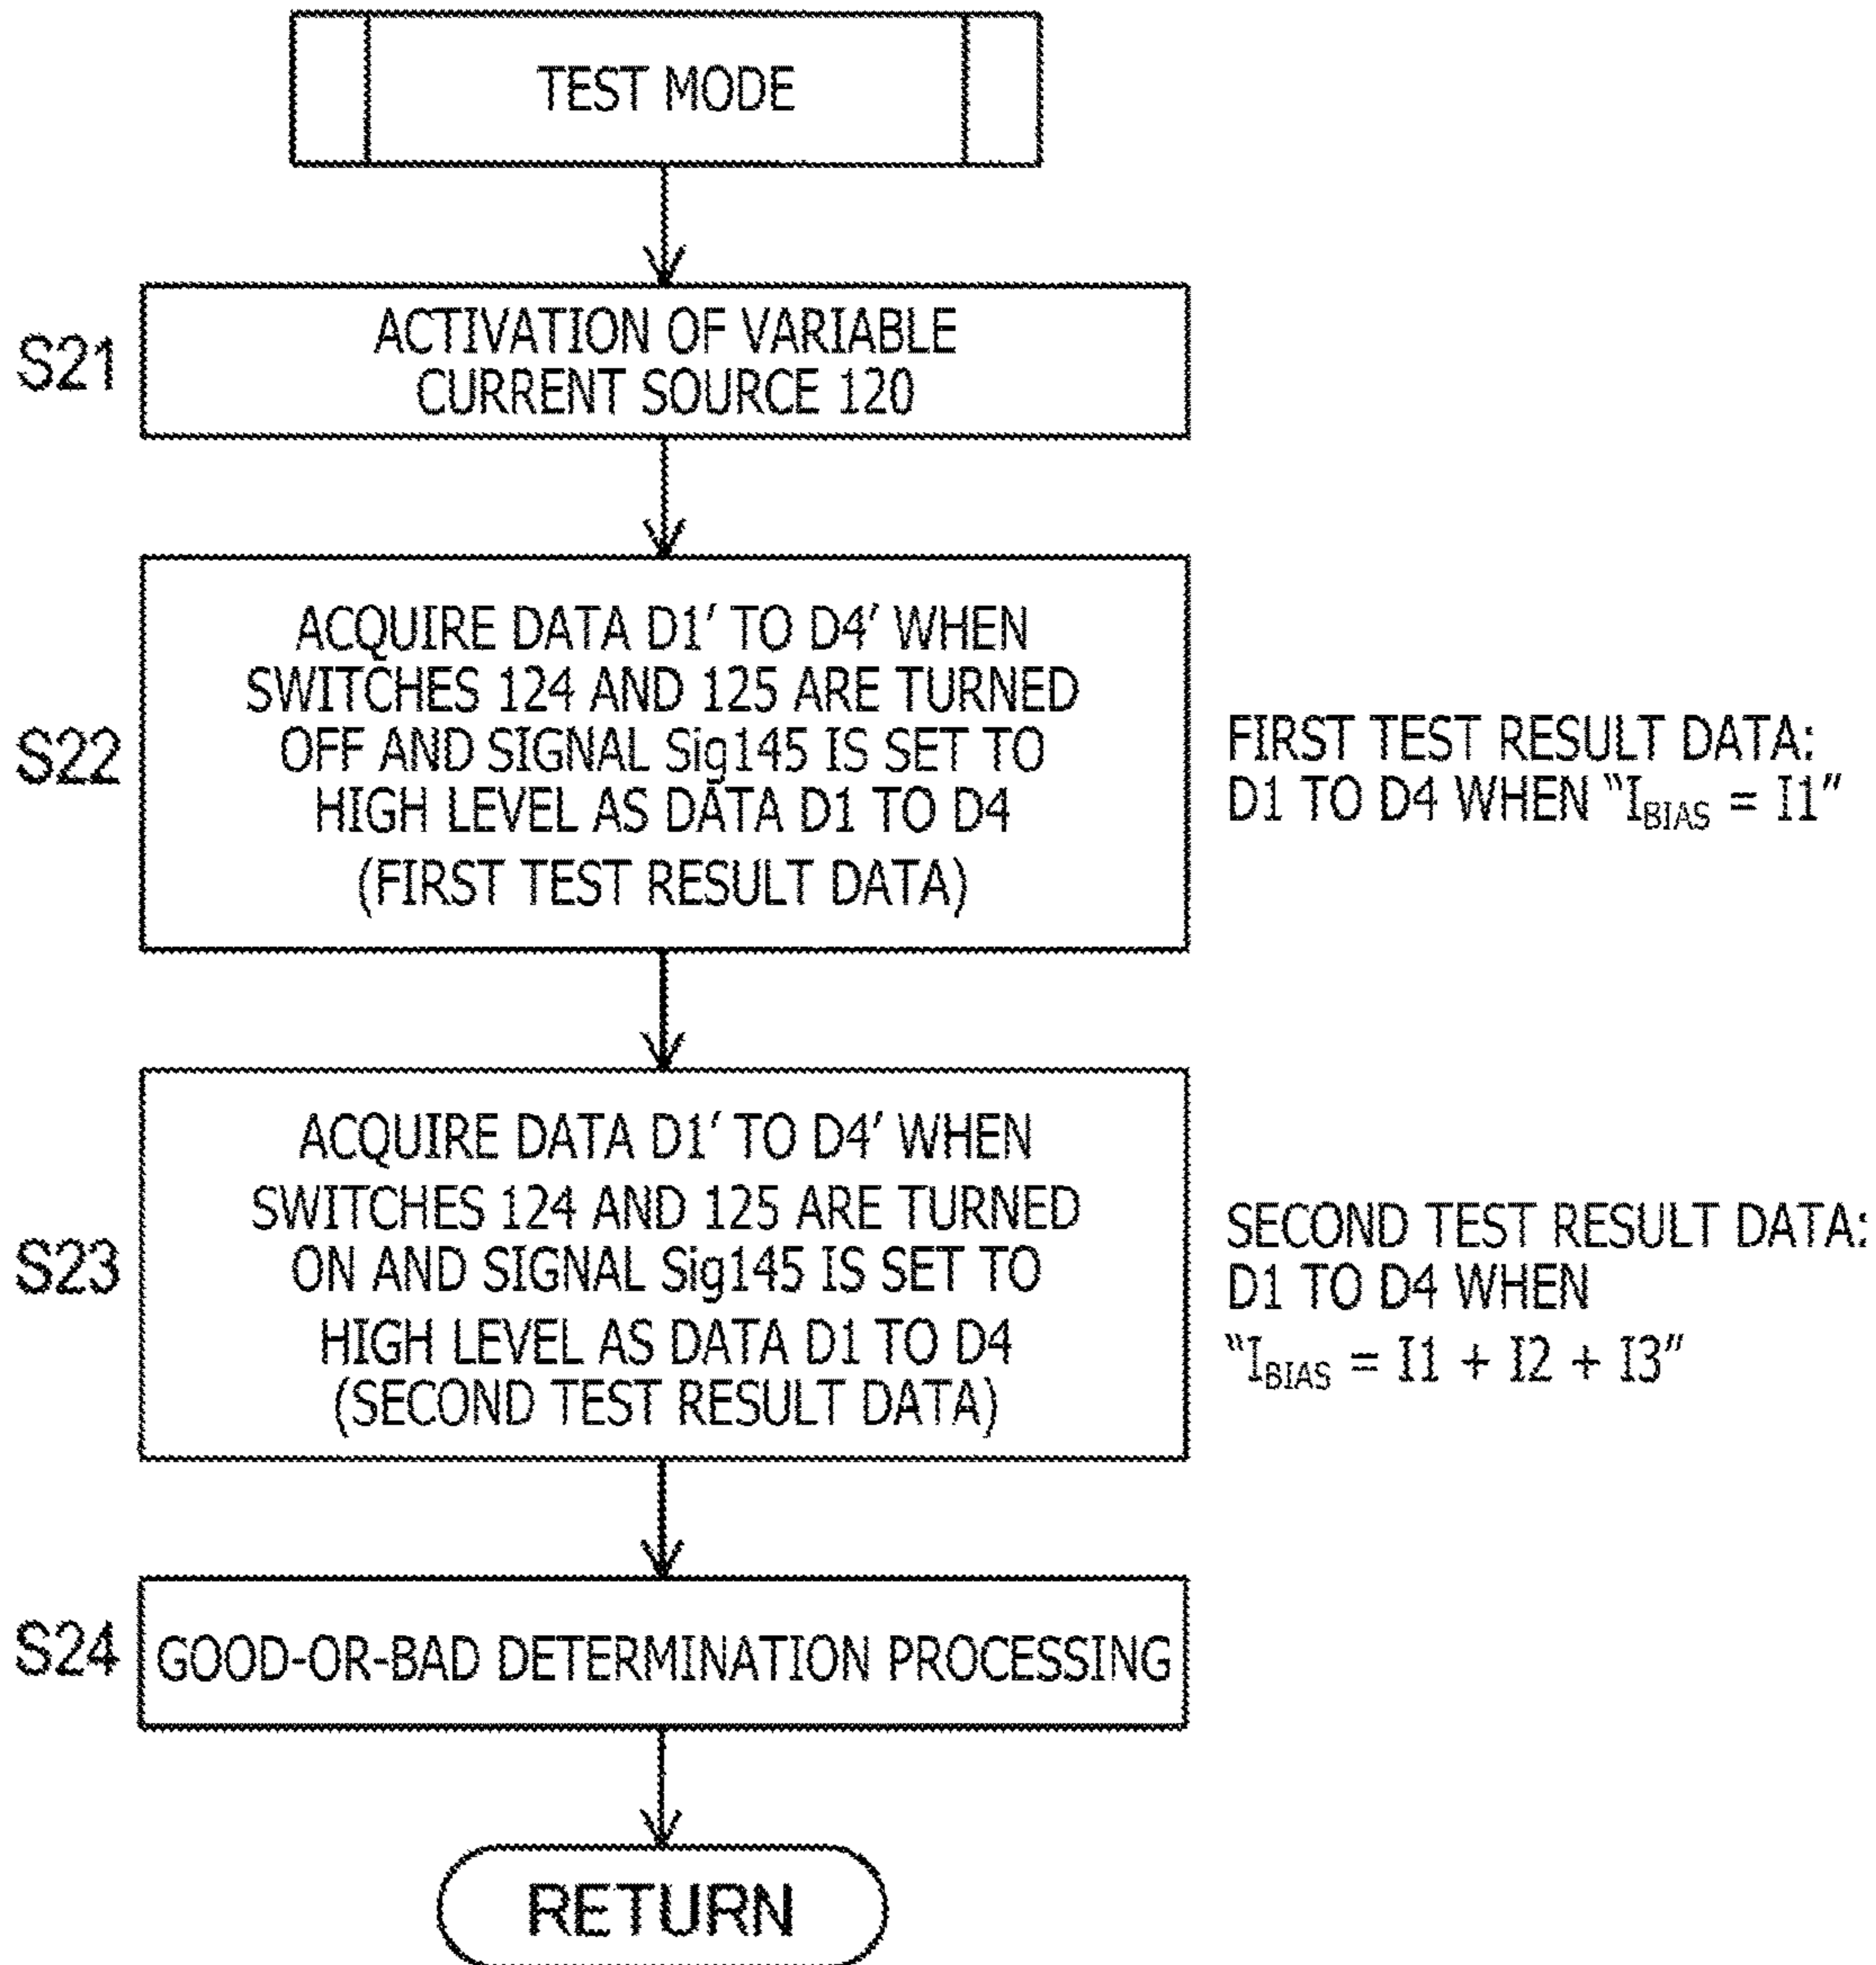 TEST MODE
S21
ACTIVATION OF VARIABLE
CURRENT SOURCE 120
S22
ACQUIRE DATA D1′ TO D4′ WHEN
SWITCHES 124 AND 125 ARE TURNED
OFF AND SIGNAL Sig145 IS SET TO
HIGH LEVEL AS DATA D1 TO D4
(FIRST TEST RESULT DATA)
FIRST TEST RESULT DATA:
D1 TO D4 WHEN “I_BIAS = I1”
S23
ACQUIRE DATA D1′ TO D4′ WHEN
SWITCHES 124 AND 125 ARE TURNED
ON AND SIGNAL Sig145 IS SET TO
HIGH LEVEL AS DATA D1 TO D4
(SECOND TEST RESULT DATA)
SECOND TEST RESULT DATA:
D1 TO D4 WHEN
“I_BIAS = I1 + I2 + I3”
S24
GOOD-OR-BAD DETERMINATION PROCESSING
RETURN